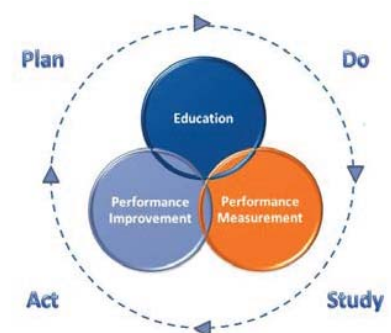 Plan
Do
Education
Performance
Improvement
Performance
Measurement
Act
Study